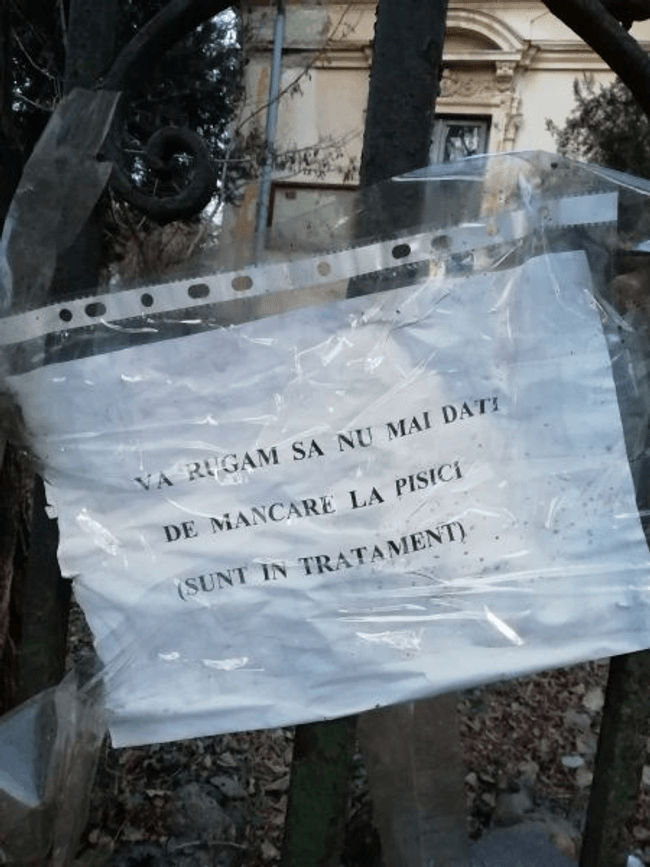 VA RUGAM SA NU MAI DATI
DE MANCARE LA PISICI
(SUNT IN TRATAMENT)